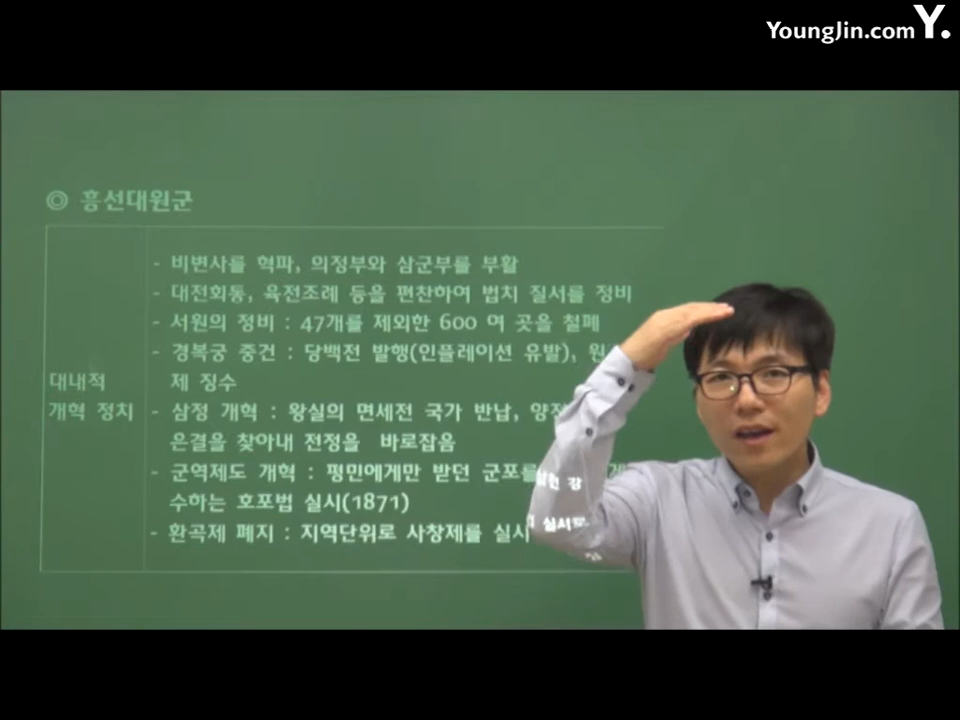 YoungJin.com Y.
◎ 흥선대원군
- 비변사를 혁파, 의정부와 삼군부를 부활
- 대전회통, 육전조례 등을 편찬하여 법치 질서를 정비
- 서원의 정비 : 47개를 제외한 600 여 곳을 철폐
- 경복궁 중건 : 당백전 발행(인플레이션 유발),
제 징수
대내적
개혁 정치
- 삼정 개혁 : 왕실의 면세전 국가 반납,
은결을 찾아내 전정을 바로잡음
- 군역제도 개혁 : 평민에게만 받던 군포를
수하는 호포법 실시(1871)
- 환곡제 폐지 : 지역단위로 사창제를 실시